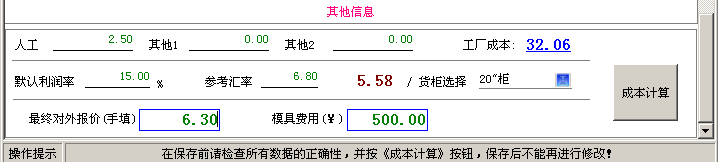 其他信息
人工 2.50 其他1 0.00 其他2 0.00 工厂成本: 32.06
默认利润率 15.00 % 参考汇率 6.80 5.58 / 货柜选择 20"柜
成本计算
最终对外报价(手填) 6.30 模具费用(¥) 500.00
操作提示 在保存前请检查所有数据的正确性，并按《成本计算》按钮，保存后不能再进行修改!